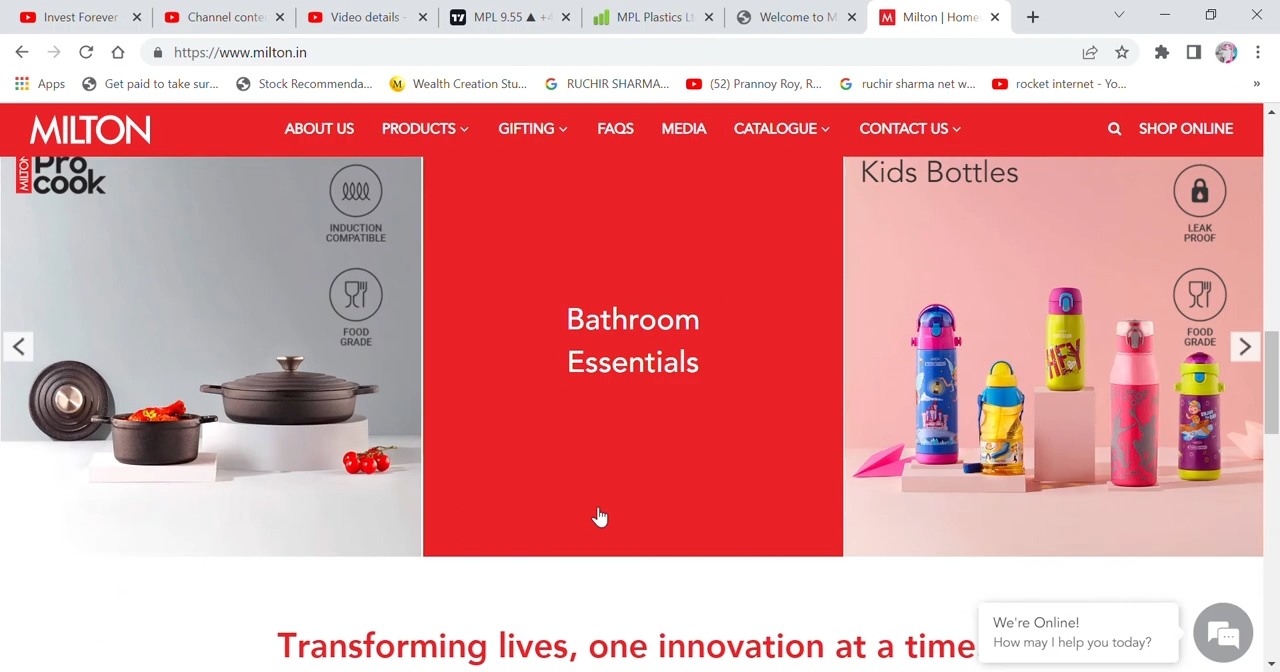 Invest Forever
Channel conte
Video details -
MPL 9.55 ▲ +4
MPL Plastics Lt
Welcome to M
Milton | Home
https://www.milton.in
Apps
Get paid to take sur...
Stock Recommenda...
Wealth Creation Stu...
RUCHIR SHARMA...
(52) Prannoy Roy, R...
ruchir sharma net w...
rocket internet - Yo...
»
MILTON
ABOUT US
PRODUCTS
GIFTING
FAQS
MEDIA
CATALOGUE
CONTACT US
SHOP ONLINE
MILTON
Pro
cook
INDUCTION
COMPATIBLE
FOOD
GRADE
Bathroom
Essentials
Kids Bottles
LEAK
PROOF
FOOD
GRADE
HEY
Transforming lives, one innovation at a time
We're Online!
How may I help you today?